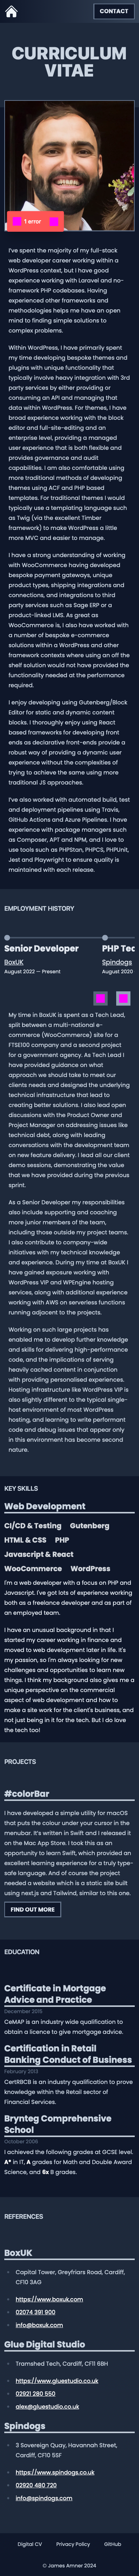 CONTACT
CURRICULUM
VITAE
1 error
I've spent the majority of my full-stack
web developer career working within a
WordPress context, but I have good
experience working with Laravel and no-
framework PHP codebases. Having
experienced other frameworks and
methodologies helps me have an open
mind to finding simple solutions to
complex problems.
Within WordPress, I have primarily spent
my time developing bespoke themes and
plugins with unique functionality that
typically involve heavy integration with 3rd
party systems by either providing or
consuming an API and managing that
data within WordPress. For themes, I have
broad experience working with the block
editor and full-site-editing and an
enterprise level, providing a managed
user experience that is both flexible and
provides governance and audit
capabilities. I am also comfortable using
more traditional methods of developing
themes using ACF and PHP based
templates. For traditional themes I would
typically use a templating language such
as Twig (via the excellent Timber
framework) to make WordPress a little
more MVC and easier to manage.
I have a strong understanding of working
with WooCommerce having developed
bespoke payment gateways, unique
product types, shipping integrations and
connections, and integrations to third
party services such as Sage ERP or a
product-linked LMS. As great as
WooCommerce is, I also have worked at
a number of bespoke e-commerce
solutions within a WordPress and other
framework contexts where using an off the
shelf solution would not have provided the
functionality needed at the performance
required.
I enjoy developing using Gutenberg/Block
Editor for both static and dynamic content
blocks. I I thoroughly enjoy using React
based frameworks for developing front
ends as declarative front-ends provide a
very dynamic user experience without the
overhead and complexities of trying to
achieve the same using
traditional JS approaches.
I've also worked with automated build, test
and deployment pipelines using Travis,
GitHub Actions and Azure Pipelines. I have
experience with package managers such
as Composer, APT and NPM, and I love to
use tools such as PHPStan, PHPCS, PHPUnit,
Jest and Playwright to ensure quality is
maintained with each release.
EMPLOYMENT HISTORY
Senior Developer
PHP Tec
BoxUK
Spindogs
August 2022 — Present
August 2020
My time in BoxUK is spent as a Tech Lead,
split between a multi-national e-
commerce (WooCommerce) site for a
FTSE100 company and shorter discovery
projects for a government agency. As Tech Lead I
have provided guidance on what
process would look to most suit our
clients needs and designed the underlying
technical infrastructure that lead to
creating better solutions. I also lead open
discussions with the Product Owner and
Project Manager on addressing issues like
technical debt, along with leading
conversations with the development team
on new feature delivery. I lead all our client
demo sessions, demonstrating the value
that we have provided during the previous
sprint.
As a Senior Developer my responsibilities
also include supporting and coaching
more junior members of the team,
including those outside my project teams.
I also contribute to company-wide
initiatives with my technical knowledge
and experience. During my time at BoxUK I
have gained exposure working with
WordPress VIP and WPEngine hosting
services, along with additional experience
working with AWS on serverless functions
working adjacent to the projects.
Working on such large projects has
enabled me to develop further knowledge
and skills for delivering high-performance
code, and the implications of serving
heavily cached content in conjunction
with providing personalised experiences.
Hosting infrastructure like WordPress VIP is
also slightly different to the typical single-
host environment of most WordPress
hosting, and learning to write performant
code and debug issues that appear only
in this environment has become second
nature.
KEY SKILLS
Web Development
CI/CD & Testing Gutenberg
HTML & CSS PHP
Javascript & React
WooCommerce WordPress
I'm a web developer with a focus on PHP and
Javascript. I've got lots of experience working
both as a freelance developer and as part of
an employed team.
I have an unusual background in that I
started my career working in finance and
moved to web development later in life. It's
my passion, so I'm always looking for new
challenges and opportunities to learn new
things. I think my background also gives me a
unique perspective on the commercial
aspect of web development and how to
make a site work for the client's business, and
not just being in it for the tech. But I do love
the tech too!
PROJECTS
#colorBar
I have developed a simple utility for macOS
that puts the colour under your cursor in the
menubar. It's written in Swift and I released it
on the Mac App Store. I took this as an
opportunity to learn Swift, which provided an
excellent learning experience for a truly type-
language. And of course the project
needed a website which is a static site built
using next.js and Tailwind, similar to this one.
FIND OUT MORE
EDUCATION
Certificate in Mortgage
Advice and Practice
December 2015
CeMAP is an industry wide qualification to
obtain a licence to give mortgage advice.
Certification in Retail
Banking Conduct of Business
February 2013
CertRBCB is an industry qualification to prove
knowledge within the Retail sector of
Financial Services.
Brynteg Comprehensive
School
October 2006
I achieved the following grades at GCSE level.
A* in IT, A grades for Math and Double Award
Science, and 6x B grades.
REFERENCES
BoxUK
Capital Tower, Greyfriars Road, Cardiff,
CF10 3AG
https://www.boxuk.com
02074 391 900
info@boxuk.com
Glue Digital Studio
Tramshed Tech, Cardiff, CF11 6BH
https://www.gluestudio.co.uk
02921 280 550
alex@gluestudio.co.uk
Spindogs
3 Sovereign Quay, Havannah Street,
Cardiff, CF10 5SF
https://www.spindogs.co.uk
02920 480 720
info@spindogs.com
Digital CV Privacy Policy GitHub
© James Amner 2024